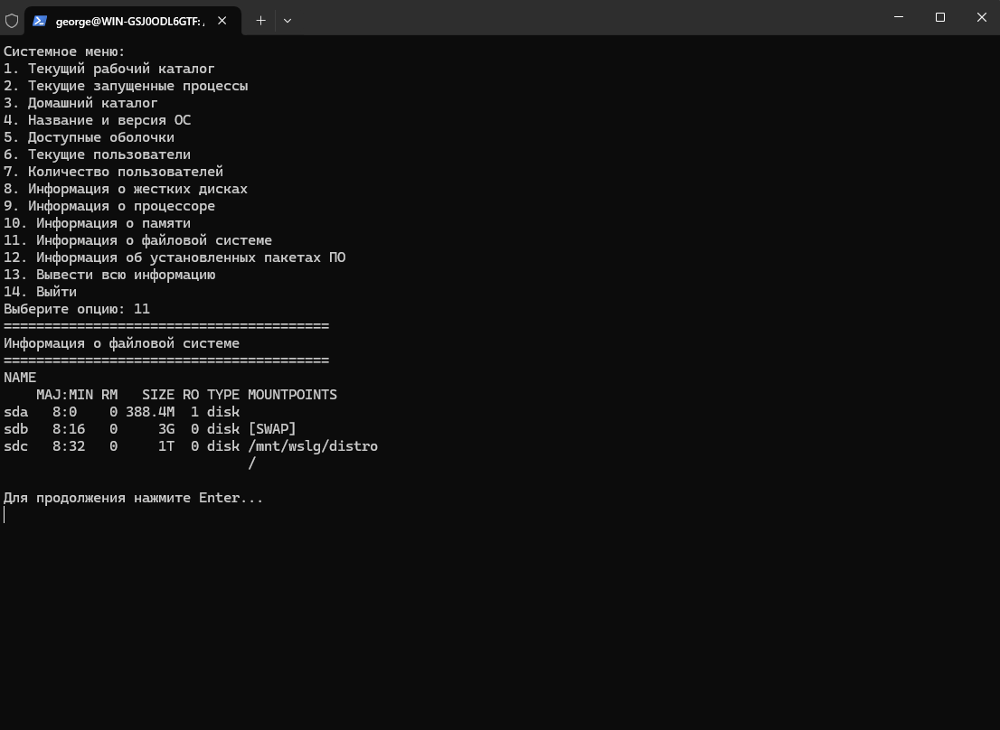 george@WIN-GSJ0ODL6GTF: /
Системное меню:
1. Текущий рабочий каталог
2. Текущие запущенные процессы
3. Домашний каталог
4. Название и версия ОС
5. Доступные оболочки
6. Текущие пользователи
7. Количество пользователей
8. Информация о жестких дисках
9. Информация о процессоре
10. Информация о памяти
11. Информация о файловой системе
12. Информация об установленных пакетах ПО
13. Вывести всю информацию
14. Выйти
Выберите опцию: 11
========================================
Информация о файловой системе
========================================
NAME
    MAJ:MIN RM   SIZE RO TYPE MOUNTPOINTS
sda   8:0    0 388.4M  1 disk
sdb   8:16   0     3G  0 disk [SWAP]
sdc   8:32   0     1T  0 disk /mnt/wslg/distro
                              /
Для продолжения нажмите Enter...